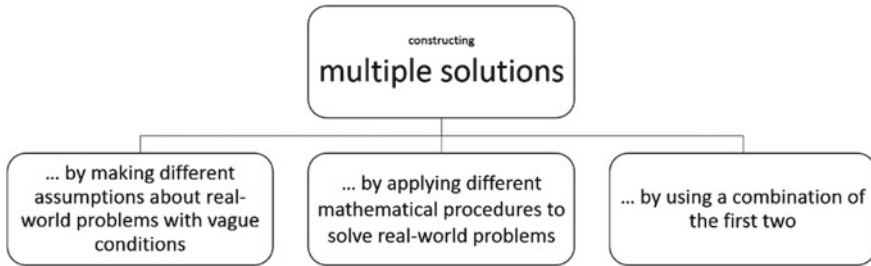 constructing
multiple solutions
... by making different
assumptions about real-
world problems with vague
conditions
... by applying different
mathematical procedures to
solve real-world problems
... by using a combination of
the first two